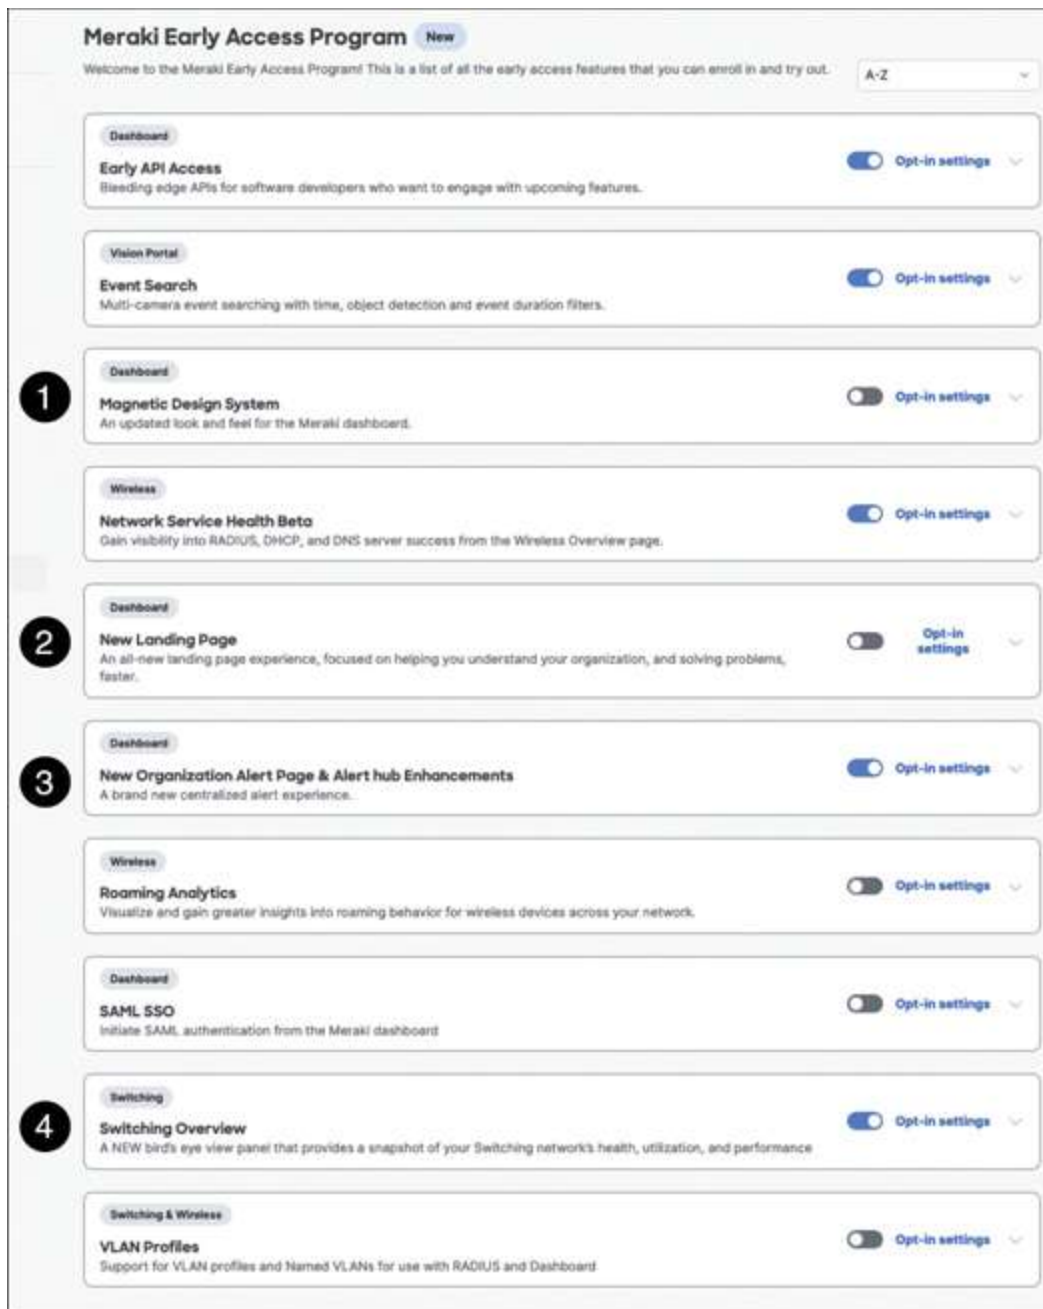 Meraki Early Access Program New
Welcome to the Meraki Early Access Program! This is a list of all the early access features that you can enroll in and try out.
A-Z
Dashboard
Early API Access
Bleeding edge APIs for software developers who want to engage with upcoming features.
Opt-in settings
Vision Portal
Event Search
Multi-camera event searching with time, object detection and event duration filters.
Opt-in settings
1
Dashboard
Magnetic Design System
An updated look and feel for the Meraki dashboard.
Opt-in settings
Wireless
Network Service Health Beta
Gain visibility into RADIUS, DHCP, and DNS server success from the Wireless Overview page.
Opt-in settings
2
Dashboard
New Landing Page
An all-new landing page experience, focused on helping you understand your organization, and solving problems,
faster.
Opt-in
settings
3
Dashboard
New Organization Alert Page & Alert hub Enhancements
A brand new centralized alert experience.
Opt-in settings
Wireless
Roaming Analytics
Visualize and gain greater insights into roaming behavior for wireless devices across your network.
Opt-in settings
Dashboard
SAML SSO
Initiate SAML authentication from the Meraki dashboard
Opt-in settings
4
Switching
Switching Overview
A NEW bird's eye view panel that provides a snapshot of your Switching network's health, utilization, and performance
Opt-in settings
Switching & Wireless
VLAN Profiles
Support for VLAN profiles and Named VLANs for use with RADIUS and Dashboard
Opt-in settings